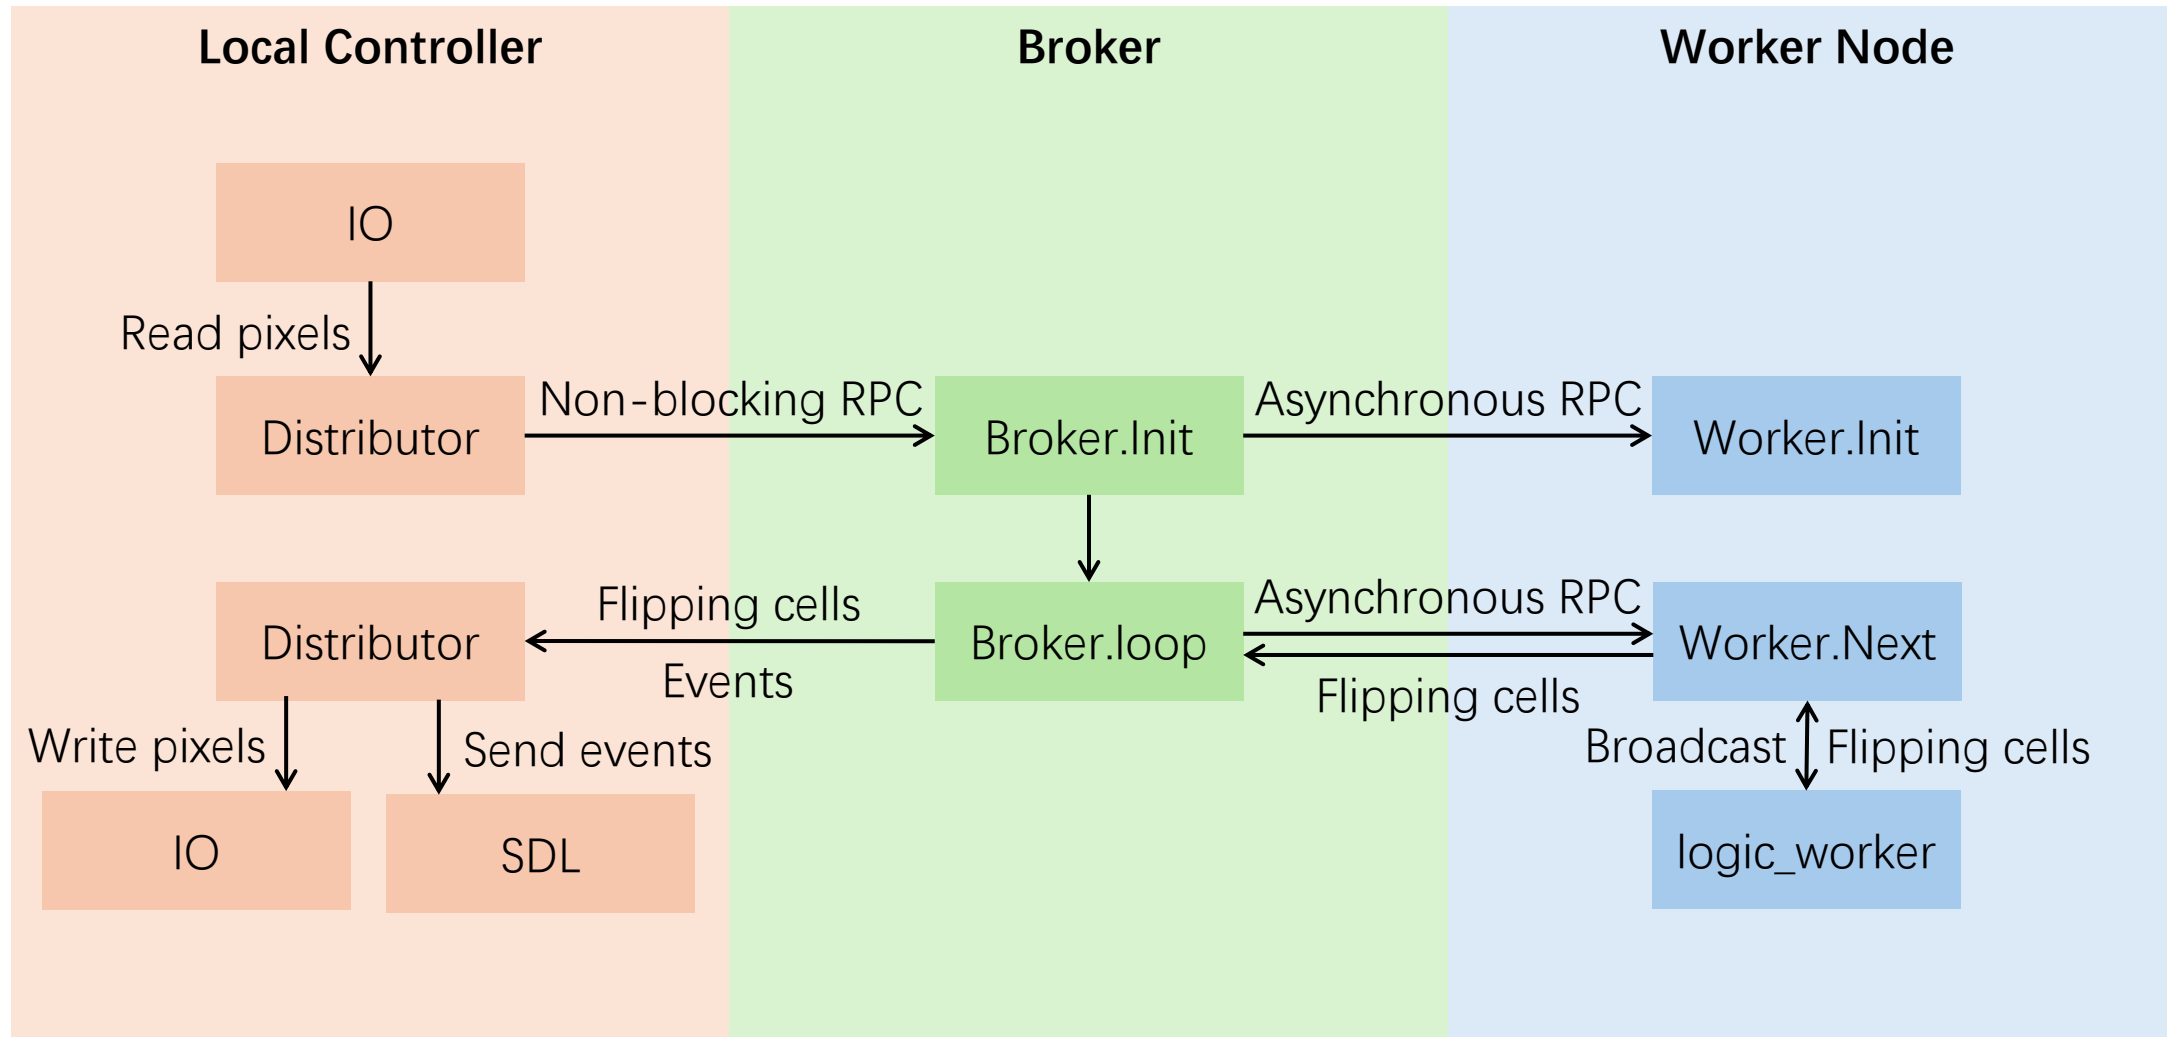 Local Controller
Broker
Worker Node
IO
Read pixels
Distributor
Non-blocking RPC
Broker.Init
Asynchronous RPC
Worker.Init
Distributor
Flipping cells
Events
Broker.loop
Asynchronous RPC
Flipping cells
Worker.Next
Write pixels
Send events
Broadcast
Flipping cells
IO
SDL
logic_worker